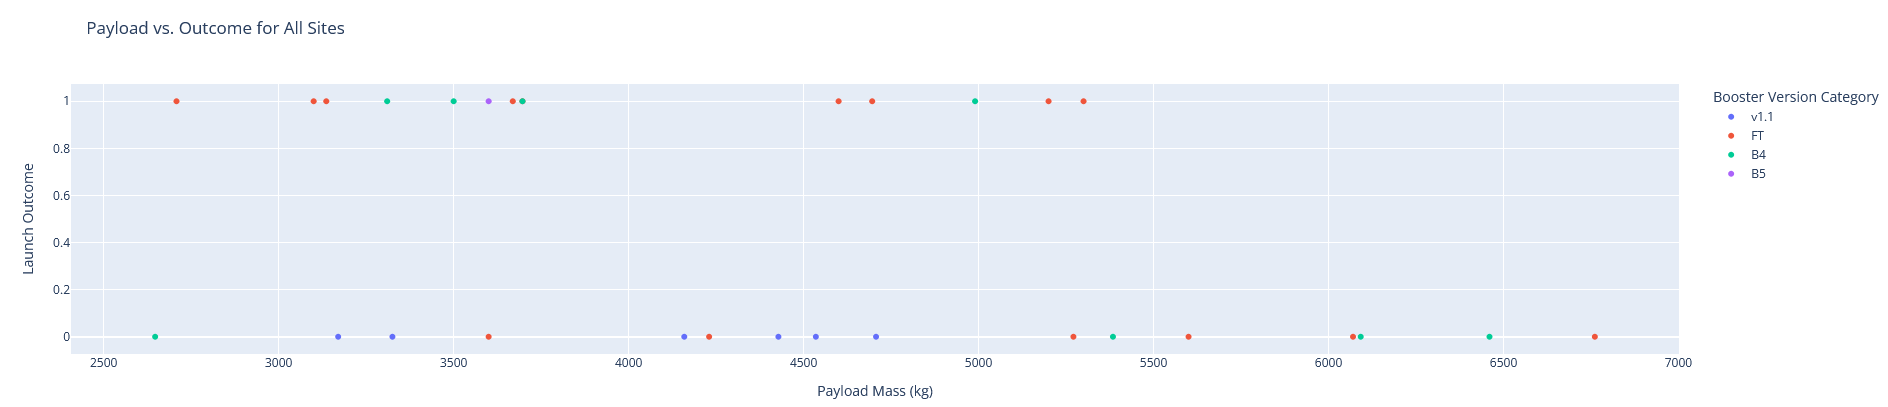 Payload vs. Outcome for All Sites
Launch Outcome
1
0.8
0.6
0.4
0.2
0
2500 3000 3500 4000 4500 5000 5500 6000 6500 7000
Payload Mass (kg)
Booster Version Category
v1.1
FT
B4
B5